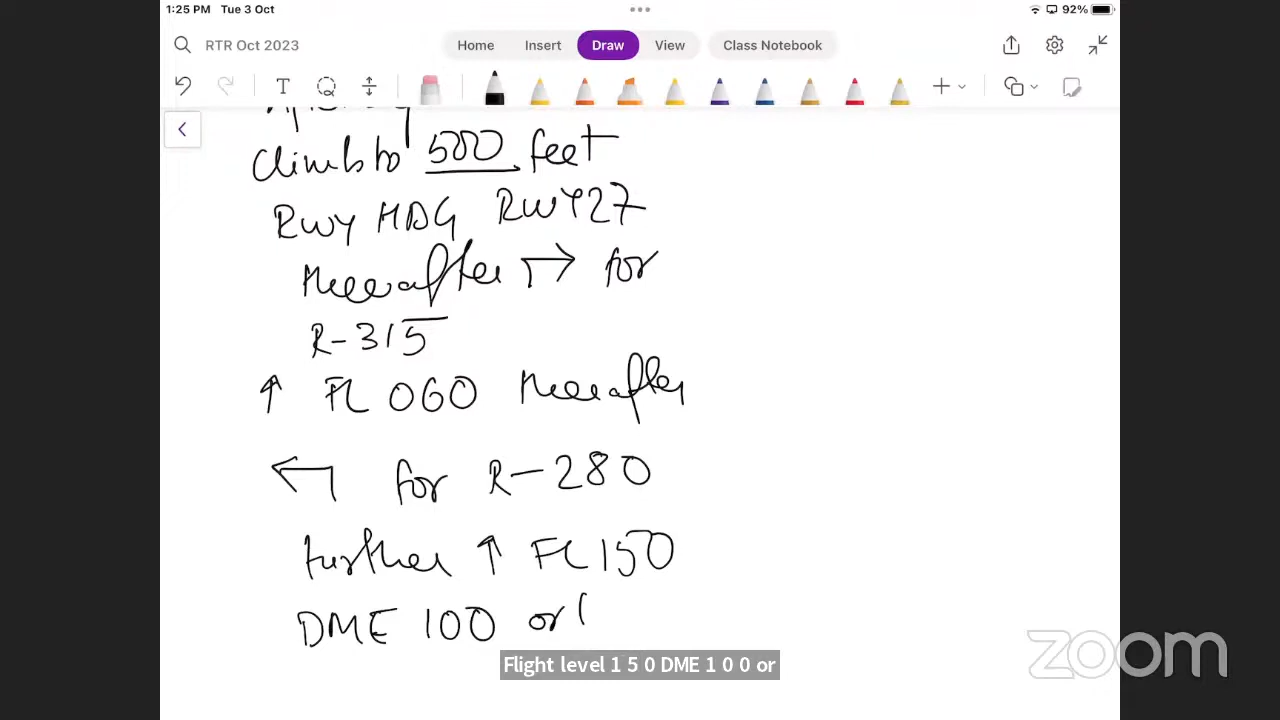 1:25 PM Tue 3 Oct
92%
RTR Oct 2023
Home Insert Draw View Class Notebook
T
Climb to 500 feet
RWY HDG RWY27
thereafter for
R-315
↑ FL 060 thereafter
for R-280
further ↑ FL 150
DME 100 or
Flight level 1 5 0 DME 1 0 0 or
zoom